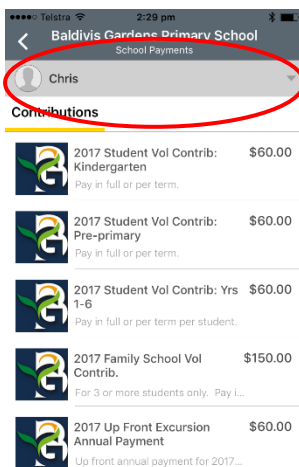 Telstra 2:29 pm
Baldivis Gardens Primary School
School Payments
Chris
Contributions
2017 Student Vol Contrib: $60.00
Kindergarten
Pay in full or per term.
2017 Student Vol Contrib: $60.00
Pre-primary
Pay in full or per term.
2017 Student Vol Contrib: Yrs $60.00
1-6
Pay in full or per term per student.
2017 Family School Vol $150.00
Contrib.
For 3 or more students only. Pay i...
2017 Up Front Excursion $60.00
Annual Payment
Up front annual payment for 2017...